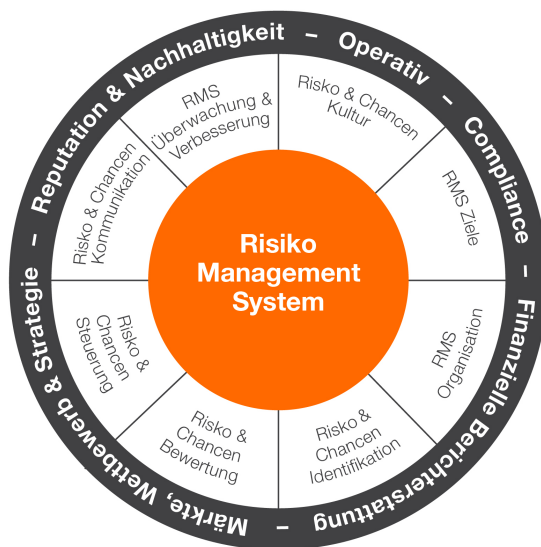 Reputation & Nachhaltigkeit – Operativ – Compliance – Finanzielle Berichterstattung – Märkte, Wettbewerb & Strategie –
Risiko & Chancen
Kultur
RMS Ziele
RMS
Organisation
Risiko &
Chancen
Identifikation
Risiko &
Chancen
Bewertung
Risiko &
Chancen
Steuerung
Risiko & Chancen
Kommunikation
RMS
Überwachung &
Verbesserung
Risiko
Management
System